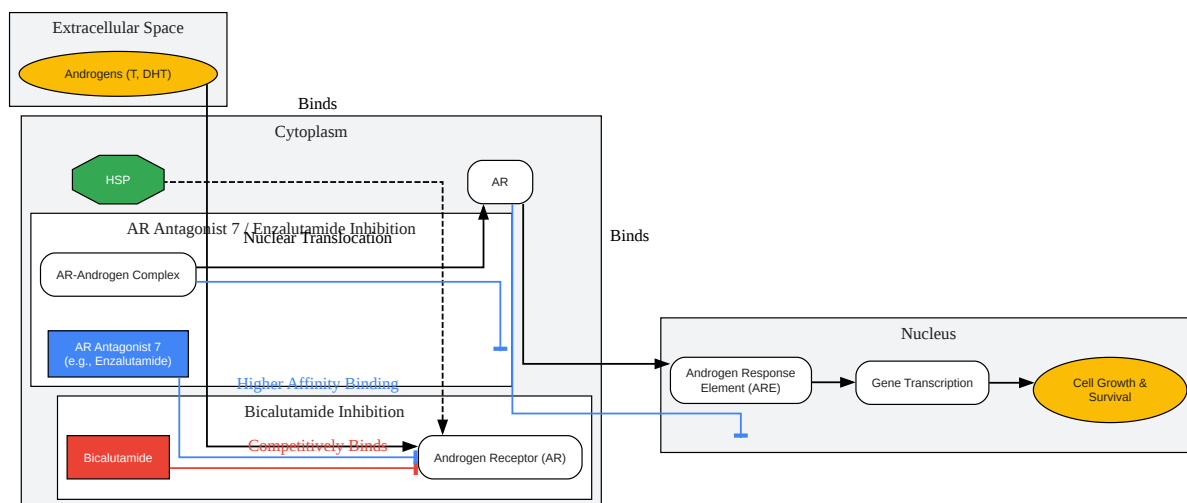 Extracellular Space
Androgens (T, DHT)
Binds
Cytoplasm
HSP
AR
AR Antagonist 7 / Enzalutamide Inhibition
Nuclear Translocation
Binds
AR-Androgen Complex
AR Antagonist 7
(e.g., Enzalutamide)
Higher Affinity Binding
Bicalutamide Inhibition
Competitively Binds
Bicalutamide
Androgen Receptor (AR)
Nucleus
Androgen Response
Element (ARE)
Gene Transcription
Cell Growth &
Survival